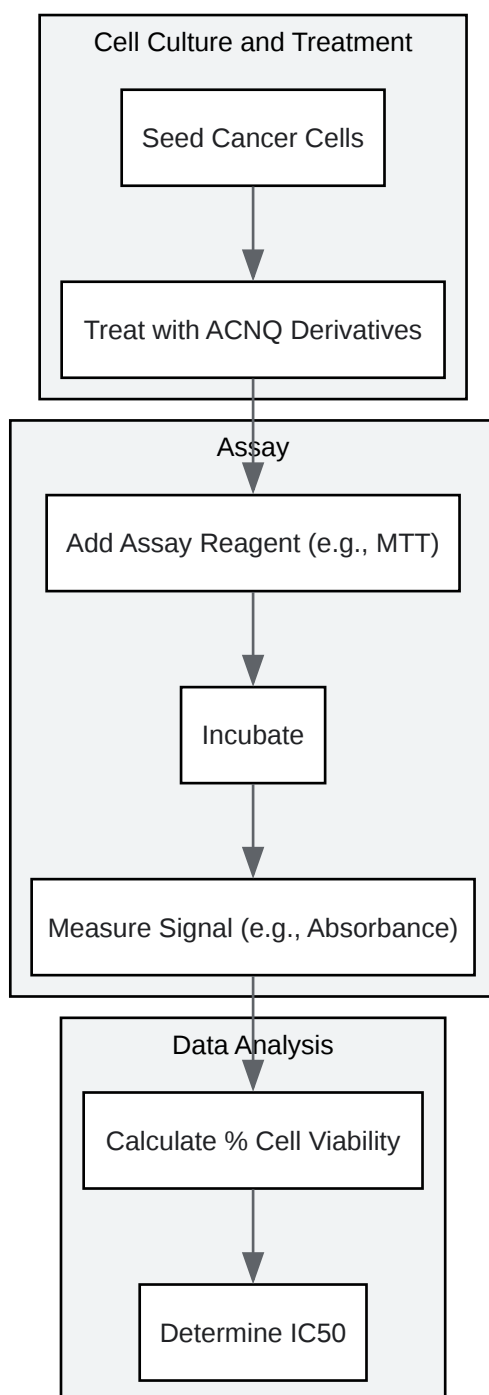 Cell Culture and Treatment
Seed Cancer Cells
Treat with ACNQ Derivatives
Assay
Add Assay Reagent (e.g., MTT)
Incubate
Measure Signal (e.g., Absorbance)
Data Analysis
Calculate % Cell Viability
Determine IC50